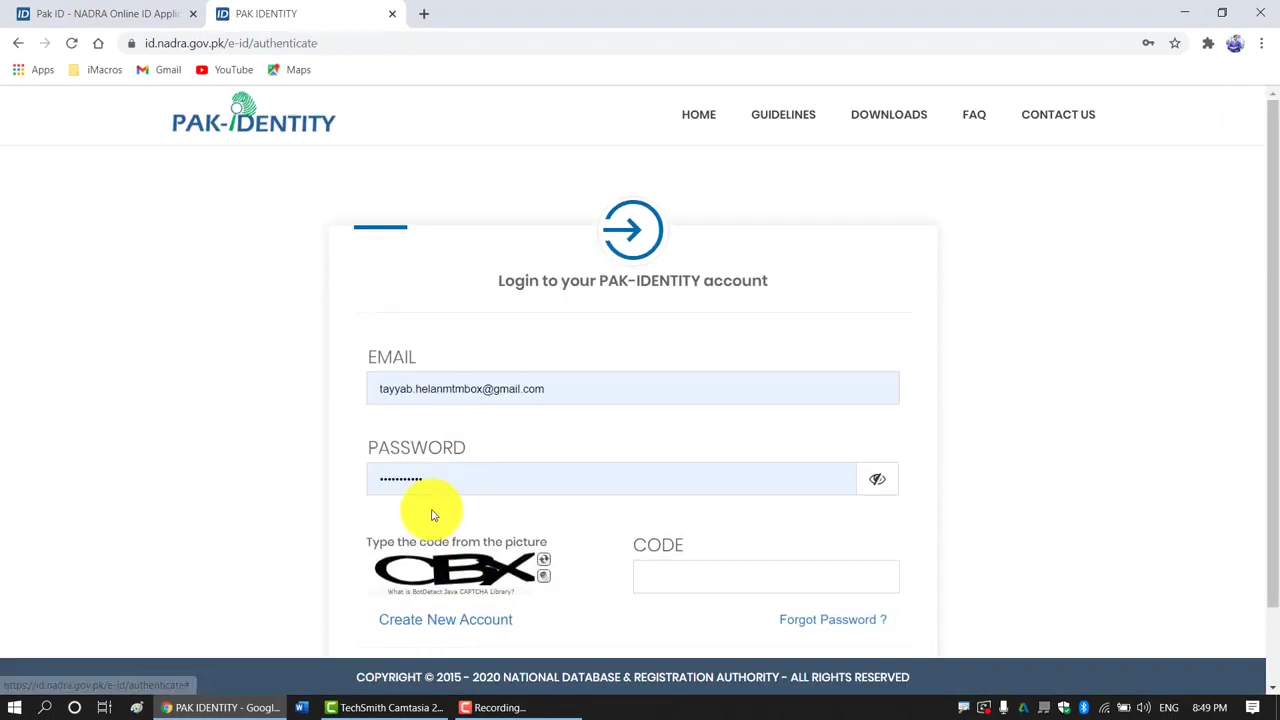 Pak ID - NADRA Online ID Applic
PAK IDENTITY
id.nadra.gov.pk/e-id/authenticate
Apps
iMacros
Gmail
YouTube
Maps
PAK-iDENTITY
HOME
GUIDELINES
DOWNLOADS
FAQ
CONTACT US
Login to your PAK-IDENTITY account
EMAIL
tayyab.helanmtmbox@gmail.com
PASSWORD
Type the code from the picture
CODE
CBX
What is BotDetect Java CAPTCHA Library?
Create New Account
Forgot Password ?
COPYRIGHT © 2015 - 2020 NATIONAL DATABASE & REGISTRATION AUTHORITY - ALL RIGHTS RESERVED
https://id.nadra.gov.pk/e-id/authenticate#
PAK IDENTITY - Googl...
TechSmith Camtasia 2...
Recording...
ENG
8:49 PM